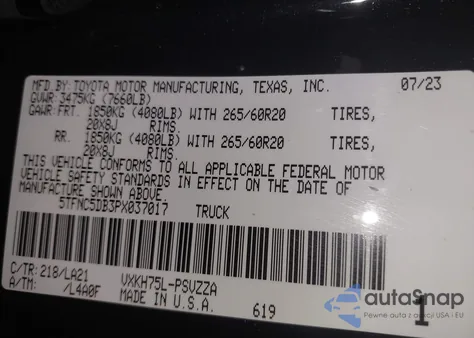 MFD.BY:TOYOTA MOTOR MANUFACTURING, TEXAS, INC. 07/23
GVWR 3475KG (7660LB)
GAWR:FRT. 1850KG (4080LB) WITH 265/60R20 TIRES,
20X8J RIMS.
RR. 1850KG (4080LB) WITH 265/60R20 TIRES,
20X8J RIMS.
THIS VEHICLE CONFORMS TO ALL APPLICABLE FEDERAL MOTOR
VEHICLE SAFETY STANDARDS IN EFFECT ON THE DATE OF
MANUFACTURE SHOWN ABOVE.
5TFNC5DB3PX037017 TRUCK
C/TR:218/LA21 VXKH75L-PSVZZA
A/TM: /L4A0F MADE IN U.S.A. 619 1
autoSnap
Pewne auta z aukcji USA i EU